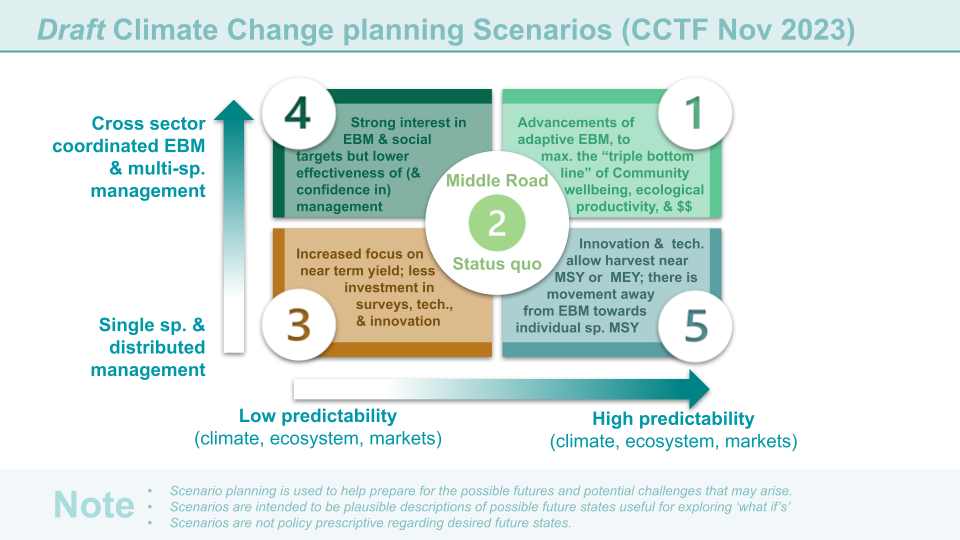 Draft Climate Change planning Scenarios (CCTF Nov 2023)
Cross sector
coordinated EBM
& multi-sp.
management
Single sp. &
distributed
management
4
Strong interest in
EBM & social
targets but lower
effectiveness of (&
confidence in)
management
1
Advancements of
adaptive EBM, to
max. the “triple bottom
line” of Community
wellbeing, ecological
productivity, & $$
Middle Road
2
Status quo
Increased focus on
near term yield; less
investment in
surveys, tech.,
& innovation
3
Innovation & tech.
allow harvest near
MSY or MEY; there is
movement away
from EBM towards
individual sp. MSY
5
Low predictability
(climate, ecosystem, markets)
High predictability
(climate, ecosystem, markets)
Note
• Scenario planning is used to help prepare for the possible futures and potential challenges that may arise.
• Scenarios are intended to be plausible descriptions of possible future states useful for exploring ‘what if’s’
• Scenarios are not policy prescriptive regarding desired future states.